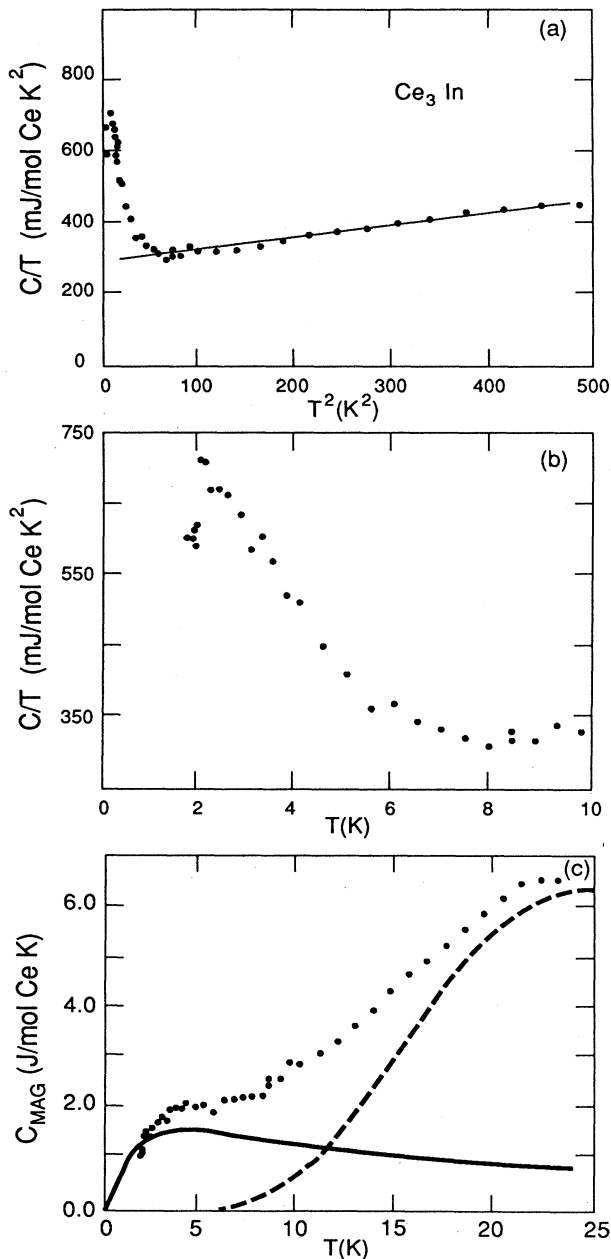 (a)
Ce3 In
C/T (mJ/mol Ce K²)
800
600
400
200
0
0 100 200 300 400 500
T²(K²)
(b)
C/T (mJ/mol Ce K²)
750
550
350
0 2 4 6 8 10
T(K)
(c)
CMAG (J/mol Ce K)
6.0
4.0
2.0
0.0
0 5 10 15 20 25
T(K)